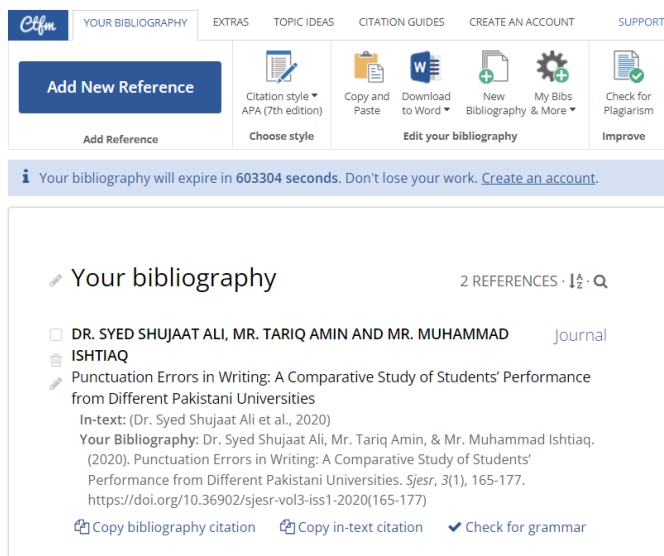 Ctfm YOUR BIBLIOGRAPHY EXTRAS TOPIC IDEAS CITATION GUIDES CREATE AN ACCOUNT SUPPORT
Add New Reference
Add Reference
Citation style
APA (7th edition)
Choose style
Copy and
Paste
Download
to Word
New
Bibliography
My Bibs
& More
Edit your bibliography
Check for
Plagiarism
Improve
Your bibliography will expire in 603304 seconds. Don't lose your work. Create an account.
Your bibliography
2 REFERENCES ·
DR. SYED SHUJAAT ALI, MR. TARIQ AMIN AND MR. MUHAMMAD
ISHTIAQ
Journal
Punctuation Errors in Writing: A Comparative Study of Students’ Performance
from Different Pakistani Universities
In-text: (Dr. Syed Shujaat Ali et al., 2020)
Your Bibliography: Dr. Syed Shujaat Ali, Mr. Tariq Amin, & Mr. Muhammad Ishtiaq.
(2020). Punctuation Errors in Writing: A Comparative Study of Students’
Performance from Different Pakistani Universities. Sjesr, 3(1), 165-177.
https://doi.org/10.36902/sjesr-vol3-iss1-2020(165-177)
Copy bibliography citation
Copy in-text citation
Check for grammar